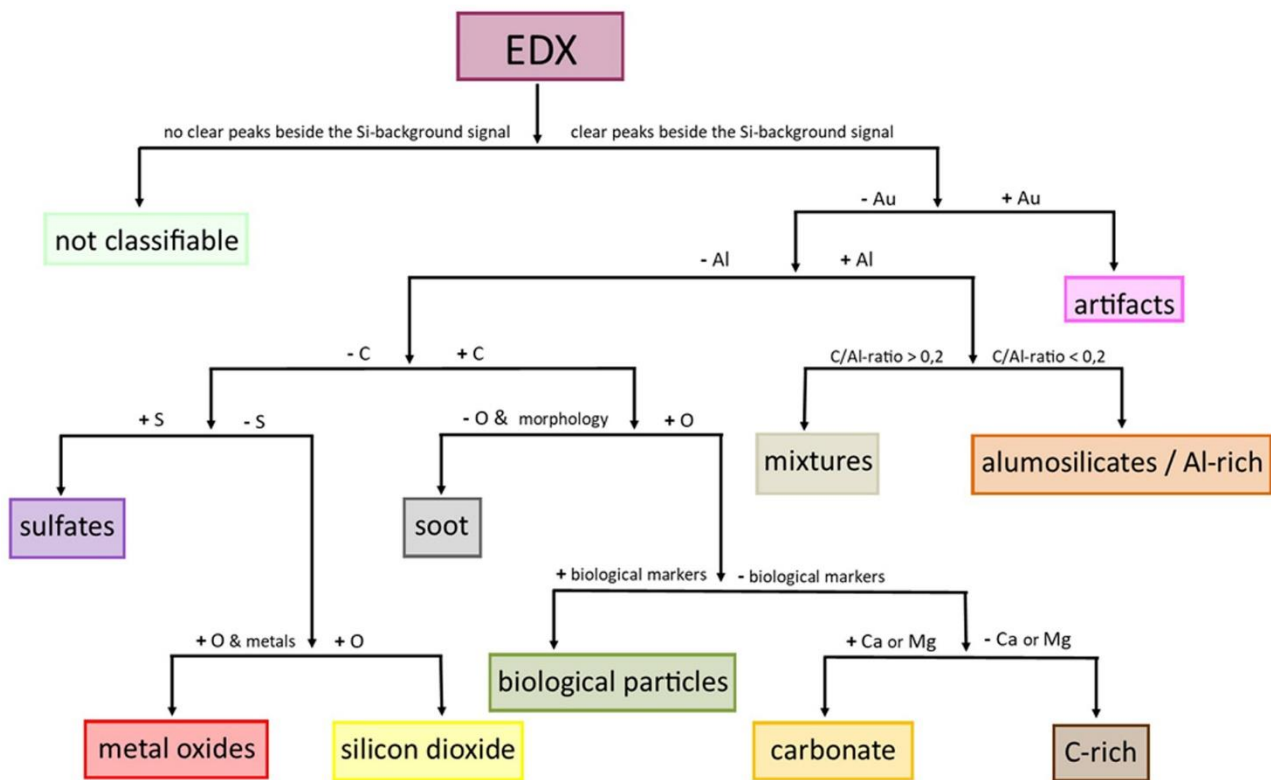 EDX
no clear peaks beside the Si-background signal
clear peaks beside the Si-background signal
- Au
+ Au
not classifiable
- Al
+ Al
artifacts
- C
+ C
C/Al-ratio > 0,2
C/Al-ratio < 0,2
+ S
- S
- O & morphology
+ O
mixtures
alumosilicates / Al-rich
sulfates
soot
+ biological markers
- biological markers
+ O & metals
+ O
+ Ca or Mg
- Ca or Mg
biological particles
metal oxides
silicon dioxide
carbonate
C-rich